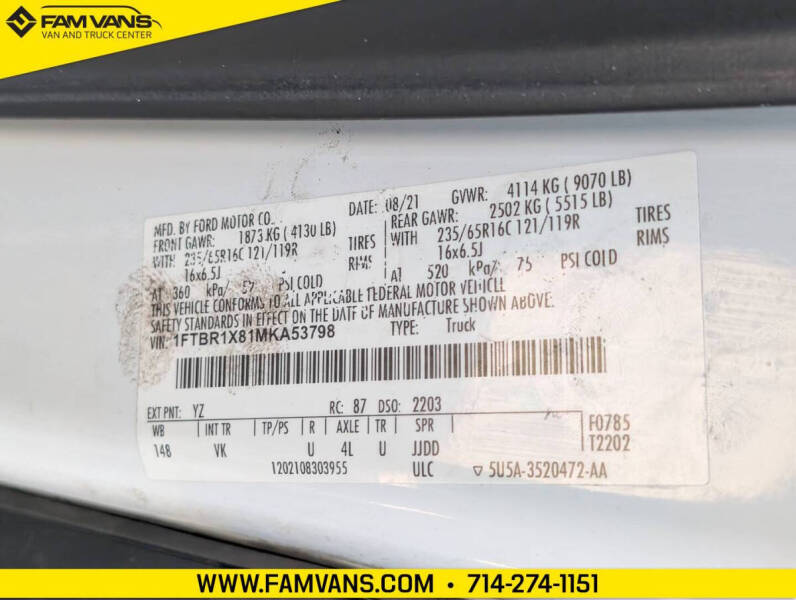 FAMVANS
VAN AND TRUCK CENTER
MFD. BY FORD MOTOR CO. DATE: 08/21 GVWR: 4114 KG ( 9070 LB)
FRONT GAWR: 1873 KG ( 4130 LB) REAR GAWR: 2502 KG ( 5515 LB)
WITH 235/65R16C 121/119R TIRES WITH 235/65R16C 121/119R TIRES
16x6.5J RIMS 16x6.5J RIMS
AT 360 kPa/ PSI COLD AT 520 kPa/ 75 PSI COLD
THIS VEHICLE CONFORMS TO ALL APPLICABLE FEDERAL MOTOR VEHICLE
SAFETY STANDARDS IN EFFECT ON THE DATE OF MANUFACTURE SHOWN ABOVE.
VIN: 1FTBR1X81MKA53798 TYPE: Truck
EXT PNT: YZ RC: 87 DSO: 2203
WB INT TR TP/PS R AXLE TR SPR F0785
148 VK U 4L U JJDD T2202
1202108303955 ULC ▽ 5U5A-3520472-AA
WWW.FAMVANS.COM • 714-274-1151